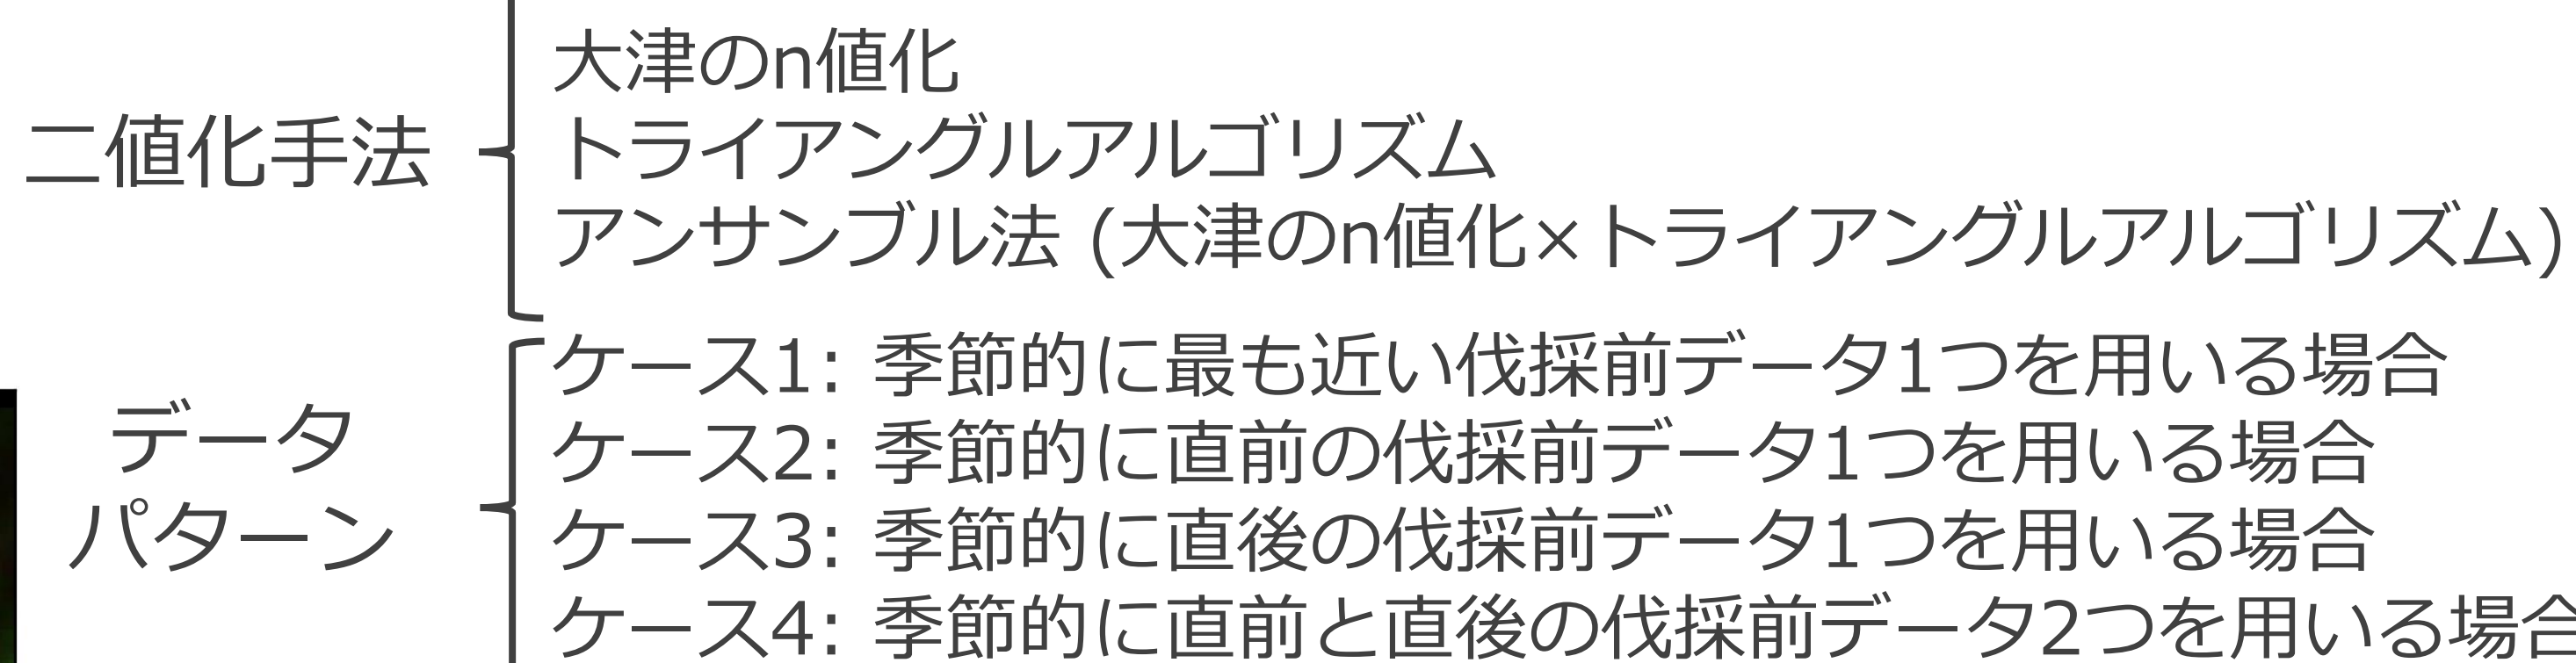 大津のn値化
トライアングルアルゴリズム
二値化手法
アンサンブル法 (大津のn値化×トライアングルアルゴリズム)
ケース1: 季節的に最も近い伐採前データ1つを用いる場合
データ
ケース2: 季節的に直前の伐採前データ1つを用いる場合
パターン
ケース3: 季節的に直後の伐採前データ1つを用いる場合
ケース4: 季節的に直前と直後の伐採前データ2つを用いる場合